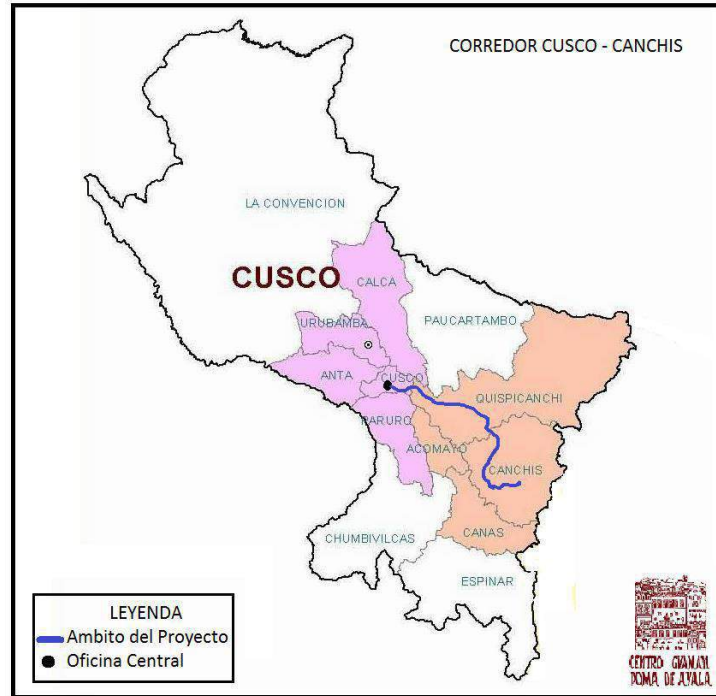 CORREDOR CUSCO - CANCHIS
LA CONVENCION
CUSCO
CALCA
URUBAMBA
PAUCARTAMBO
ANTA
CUSCO
QUISPICANCHI
PARURO
ACOMAYO
CANCHIS
CANAS
CHUMBIVILCAS
ESPINAR
LEYENDA
Ambito del Proyecto
Oficina Central
CENTRO GUAMAN
POMA DE AYALA